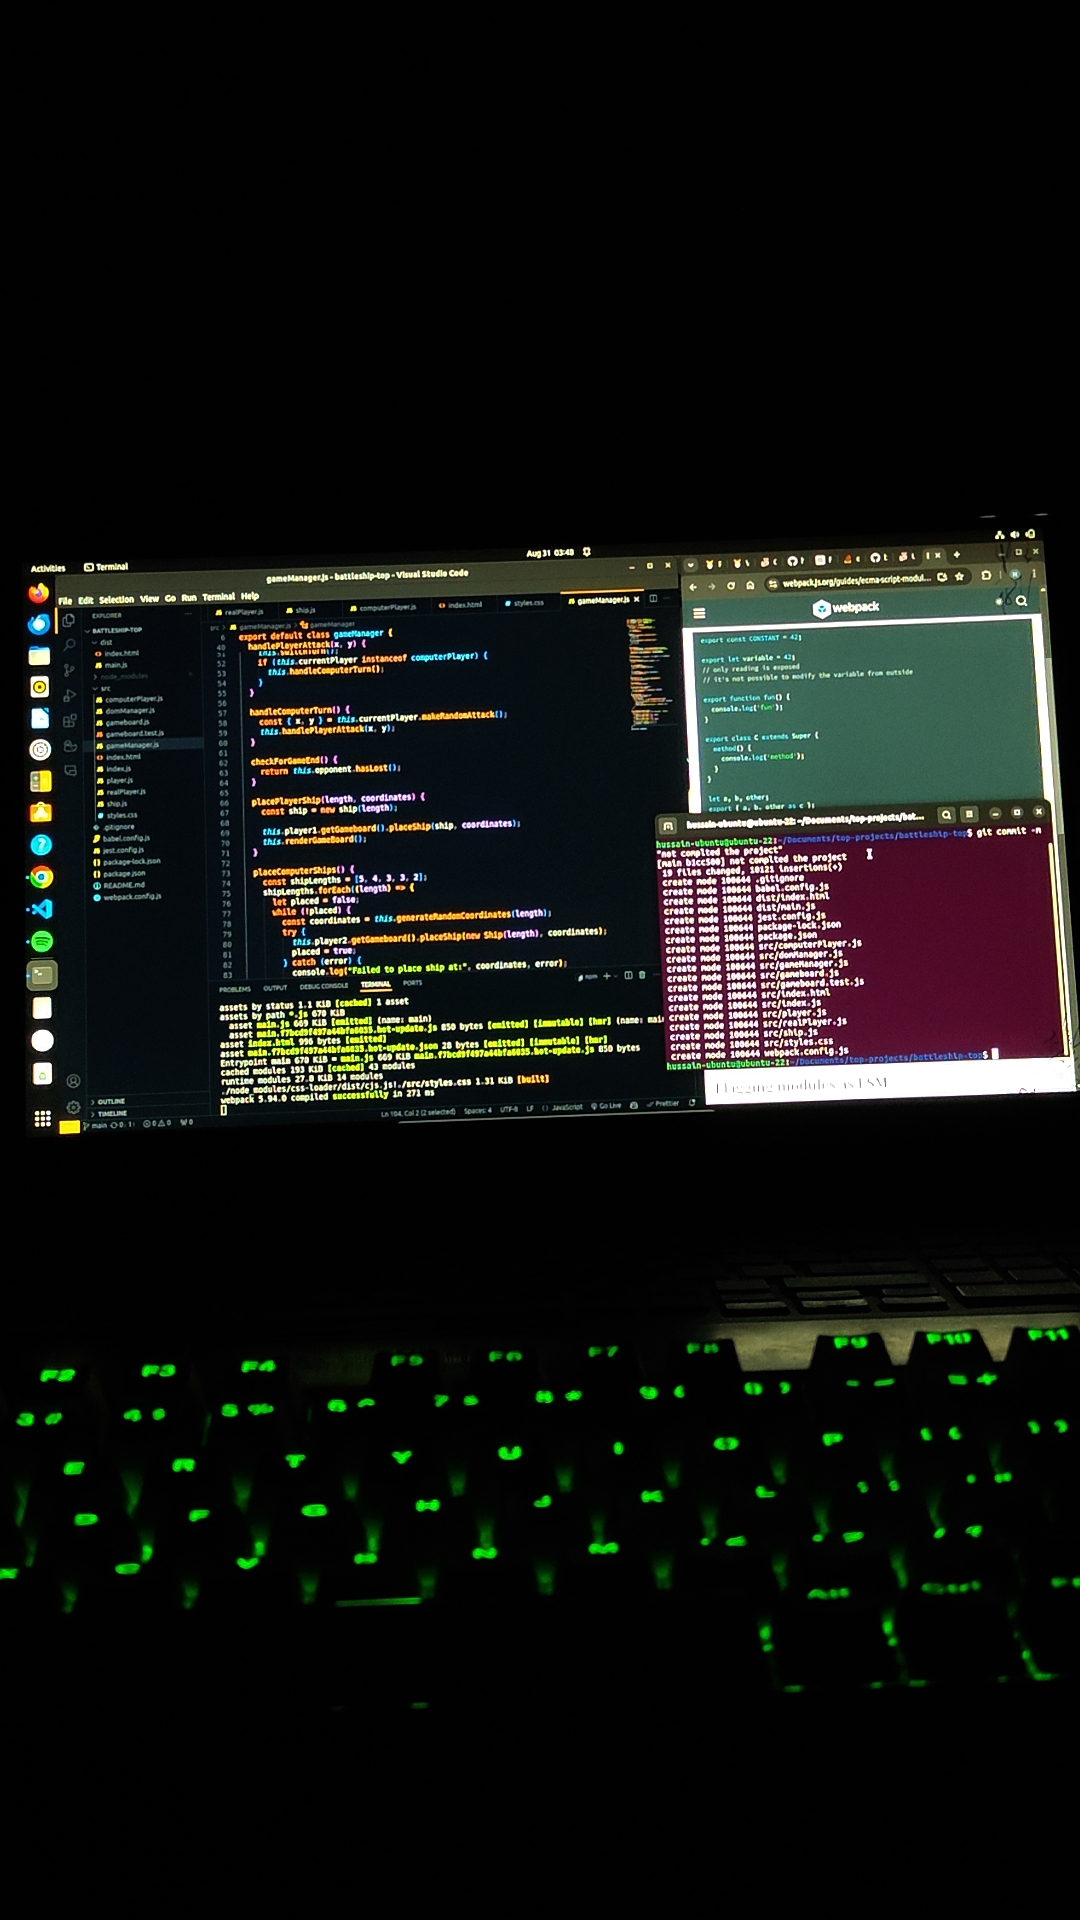 Activities
Terminal
Aug 31 03:48
gameManager.js - battleship-top - Visual Studio Code
File Edit Selection View Go Run Terminal Help
EXPLORER
BATTLESHIP-TOP
dist
index.html
main.js
node_modules
src
computerPlayer.js
domManager.js
gameboard.js
gameboard.test.js
gameManager.js
index.html
index.js
player.js
realPlayer.js
ship.js
styles.css
.gitignore
babel.config.js
jest.config.js
package-lock.json
package.json
README.md
webpack.config.js
OUTLINE
TIMELINE
realPlayer.js ship.js computerPlayer.js index.html styles.css gameManager.js
src > gameManager.js > gameManager
6 export default class gameManager {
40 handlePlayerAttack(x, y) {
51 this.switchTurn();
52 if (this.currentPlayer instanceof computerPlayer) {
53 this.handleComputerTurn();
54 }
55 }
56
57 handleComputerTurn() {
58 const { x, y } = this.currentPlayer.makeRandomAttack();
59 this.handlePlayerAttack(x, y);
60 }
61
62 checkForGameEnd() {
63 return this.opponent.hasLost();
64 }
65
66 placePlayerShip(length, coordinates) {
67 const ship = new ship(length);
68
69 this.player1.getGameboard().placeShip(ship, coordinates);
70 this.renderGameBoard();
71 }
72
73 placeComputerShips() {
74 const shipLengths = [5, 4, 3, 3, 2];
75 shipLengths.forEach((length) => {
76 let placed = false;
77 while (!placed) {
78 const coordinates = this.generateRandomCoordinates(length);
79 try {
80 this.player2.getGameboard().placeShip(new Ship(length), coordinates);
81 placed = true;
82 } catch (error) {
83 console.log("Failed to place ship at:", coordinates, error);
PROBLEMS OUTPUT DEBUG CONSOLE TERMINAL PORTS
npm
assets by status 1.1 KiB [cached] 1 asset
assets by path *.js 670 KiB
asset main.js 669 KiB [emitted] (name: main)
asset main.f7bcd9f497a44bfa6035.hot-update.js 850 bytes [emitted] [immutable] [hmr] (name: main)
asset index.html 996 bytes [emitted]
asset main.f7bcd9f497a44bfa6035.hot-update.json 28 bytes [emitted] [immutable] [hmr]
Entrypoint main 670 KiB = main.js 669 KiB main.f7bcd9f497a44bfa6035.hot-update.js 850 bytes
cached modules 193 KiB [cached] 43 modules
runtime modules 27.8 KiB 14 modules
./node_modules/css-loader/dist/cjs.js!./src/styles.css 1.31 KiB [built]
webpack 5.94.0 compiled successfully in 271 ms
main 0↓ 1↑ 0 0 0
Ln 104, Col 2 (2 selected) Spaces: 4 UTF-8 LF JavaScript Go Live Prettier
webpack.js.org/guides/ecma-script-modul...
webpack
export const CONSTANT = 42;
export let variable = 42;
// only reading is exposed
// it's not possible to modify the variable from outside
export function fun() {
console.log('fun');
}
export class C extends Super {
method() {
console.log('method');
}
}
let a, b, other;
export { a, b, other as c };
hussain-ubuntu@ubuntu-22: ~/Documents/top-projects/bat...
hussain-ubuntu@ubuntu-22:~/Documents/top-projects/battleship-top$ git commit -m
"not complted the project"
[main b1cc500] not complted the project
19 files changed, 10121 insertions(+)
create mode 100644 .gitignore
create mode 100644 babel.config.js
create mode 100644 dist/index.html
create mode 100644 dist/main.js
create mode 100644 jest.config.js
create mode 100644 package-lock.json
create mode 100644 package.json
create mode 100644 src/computerPlayer.js
create mode 100644 src/domManager.js
create mode 100644 src/gameManager.js
create mode 100644 src/gameboard.js
create mode 100644 src/gameboard.test.js
create mode 100644 src/index.html
create mode 100644 src/index.js
create mode 100644 src/player.js
create mode 100644 src/realPlayer.js
create mode 100644 src/ship.js
create mode 100644 src/styles.css
create mode 100644 webpack.config.js
hussain-ubuntu@ubuntu-22:~/Documents/top-projects/battleship-top$
Flagging modules as ESM
F2 F3 F4 F5 F6 F7 F8 F9 F10 F11
3 # 4 $ 5 % 6 ^ 7 & 8 * 9 ( 0 ) - _ = +
E R T Y U I O P
D F G H J K L
X C V B N M
Alt Ctrl